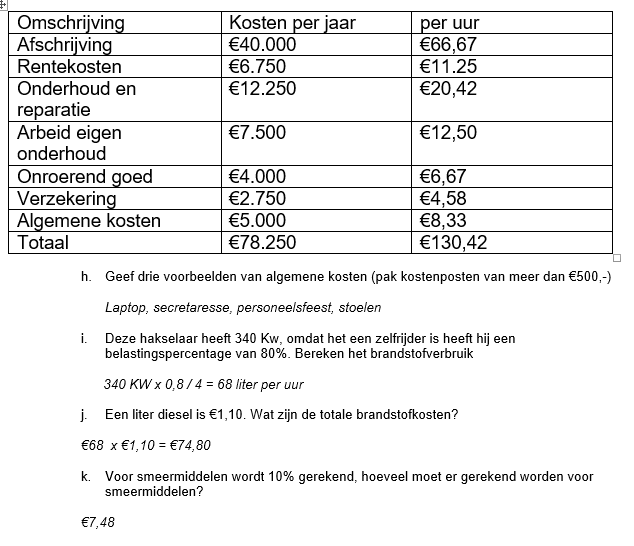 Omschrijving Kosten per jaar per uur
Afschrijving €40.000 €66,67
Rentekosten €6.750 €11.25
Onderhoud en €12.250 €20,42
reparatie
Arbeid eigen €7.500 €12,50
onderhoud
Onroerend goed €4.000 €6,67
Verzekering €2.750 €4,58
Algemene kosten €5.000 €8,33
Totaal €78.250 €130,42
h. Geef drie voorbeelden van algemene kosten (pak kostenposten van meer dan €500,-)
Laptop, secretaresse, personeelsfeest, stoelen
i. Deze hakselaar heeft 340 Kw, omdat het een zelfrijder is heeft hij een
belastingspercentage van 80%. Bereken het brandstofverbruik
340 KW x 0,8 / 4 = 68 liter per uur
j. Een liter diesel is €1,10. Wat zijn de totale brandstofkosten?
€68 x €1,10 = €74,80
k. Voor smeermiddelen wordt 10% gerekend, hoeveel moet er gerekend worden voor
smeermiddelen?
€7,48